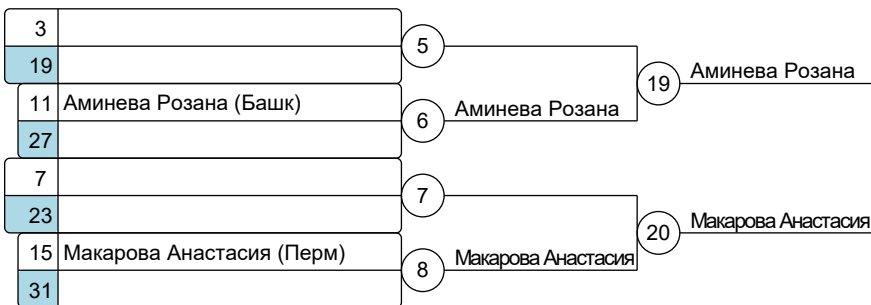 3
19
5
11 Аминева Розана (Башк)
27
6
Аминева Розана
19
Аминева Розана
7
23
7
15 Макарова Анастасия (Перм)
31
8
Макарова Анастасия
20
Макарова Анастасия